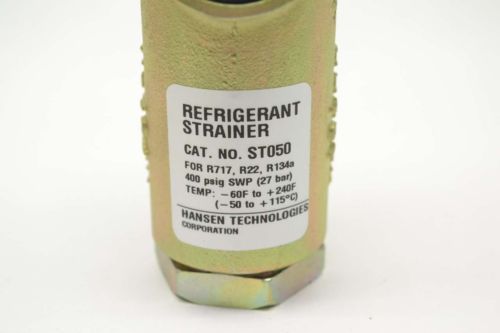 REFRIGERANT
STRAINER
CAT. NO. ST050
FOR R717, R22, R134a
400 psig SWP (27 bar)
TEMP: −60F to +240F
(−50 to +115°C)
HANSEN TECHNOLOGIES
CORPORATION